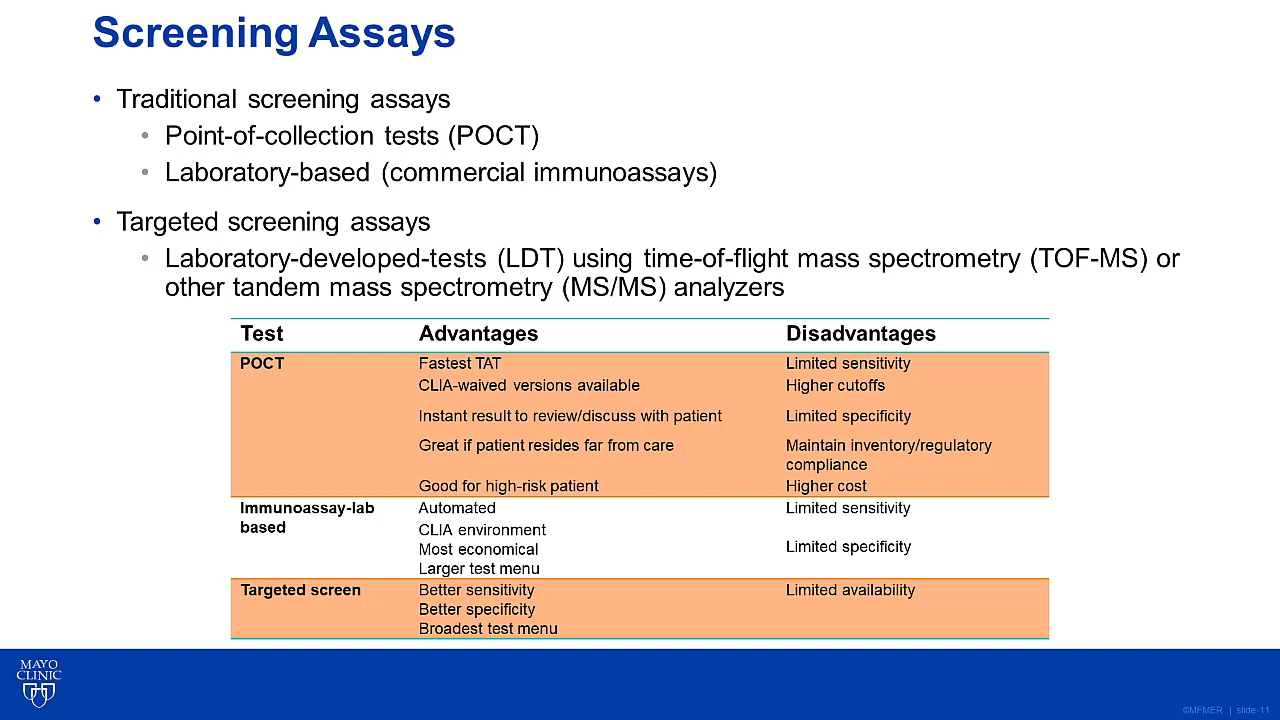 Screening Assays
• Traditional screening assays
• Point-of-collection tests (POCT)
• Laboratory-based (commercial immunoassays)
• Targeted screening assays
• Laboratory-developed-tests (LDT) using time-of-flight mass spectrometry (TOF-MS) or
other tandem mass spectrometry (MS/MS) analyzers
Test Advantages Disadvantages
POCT Fastest TAT Limited sensitivity
CLIA-waived versions available Higher cutoffs
Instant result to review/discuss with patient Limited specificity
Great if patient resides far from care Maintain inventory/regulatory
compliance
Good for high-risk patient Higher cost
Immunoassay-lab Automated Limited sensitivity
based
CLIA environment
Most economical Limited specificity
Larger test menu
Targeted screen Better sensitivity Limited availability
Better specificity
Broadest test menu
MAYO
CLINIC
©MFMER | slide-11